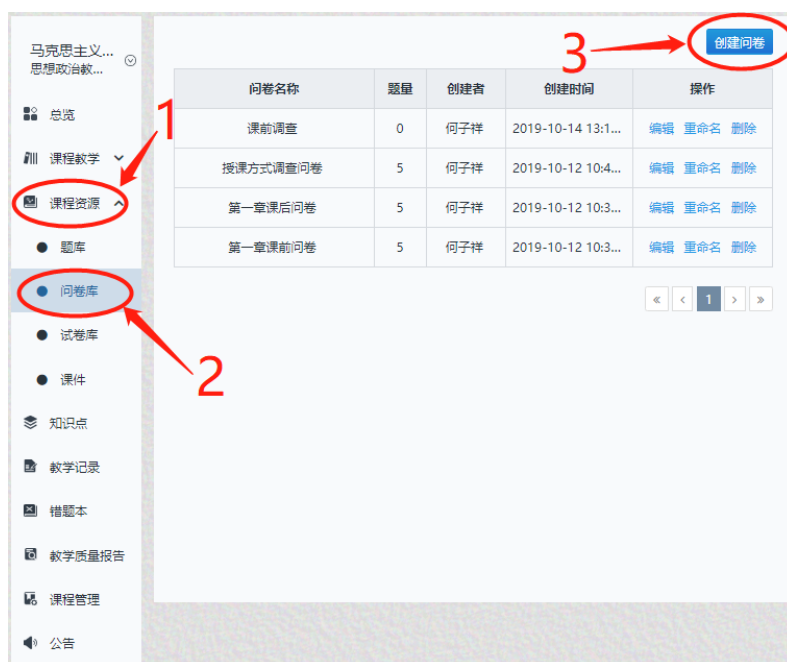 马克思主义...
思想政治教...
总览
课程教学
课程资源
题库
问卷库
试卷库
课件
知识点
教学记录
错题本
教学质量报告
课程管理
公告
1
2
3
创建问卷
问卷名称 题量 创建者 创建时间 操作
课前调查 0 何子祥 2019-10-14 13:1... 编辑 重命名 删除
授课方式调查问卷 5 何子祥 2019-10-12 10:4... 编辑 重命名 删除
第一章课后问卷 5 何子祥 2019-10-12 10:3... 编辑 重命名 删除
第一章课前问卷 5 何子祥 2019-10-12 10:3... 编辑 重命名 删除
« ‹ 1 › »